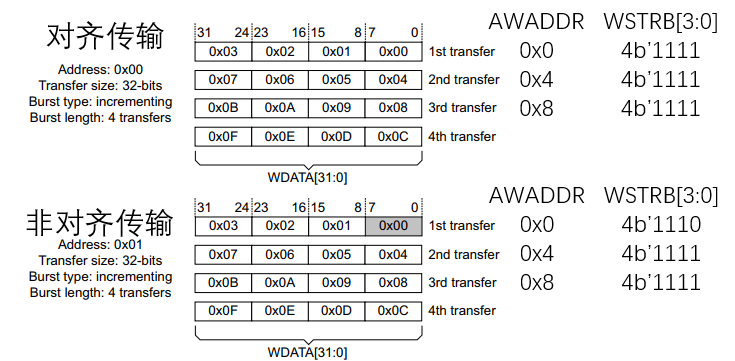 对齐传输
Address: 0x00
Transfer size: 32-bits
Burst type: incrementing
Burst length: 4 transfers
31 24 23 16 15 8 7 0
0x03 0x02 0x01 0x00 1st transfer
0x07 0x06 0x05 0x04 2nd transfer
0x0B 0x0A 0x09 0x08 3rd transfer
0x0F 0x0E 0x0D 0x0C 4th transfer
WDATA[31:0]
AWADDR WSTRB[3:0]
0x0 4b'1111
0x4 4b'1111
0x8 4b'1111
非对齐传输
Address: 0x01
Transfer size: 32-bits
Burst type: incrementing
Burst length: 4 transfers
31 24 23 16 15 8 7 0
0x03 0x02 0x01 0x00 1st transfer
0x07 0x06 0x05 0x04 2nd transfer
0x0B 0x0A 0x09 0x08 3rd transfer
0x0F 0x0E 0x0D 0x0C 4th transfer
WDATA[31:0]
AWADDR WSTRB[3:0]
0x0 4b'1110
0x4 4b'1111
0x8 4b'1111